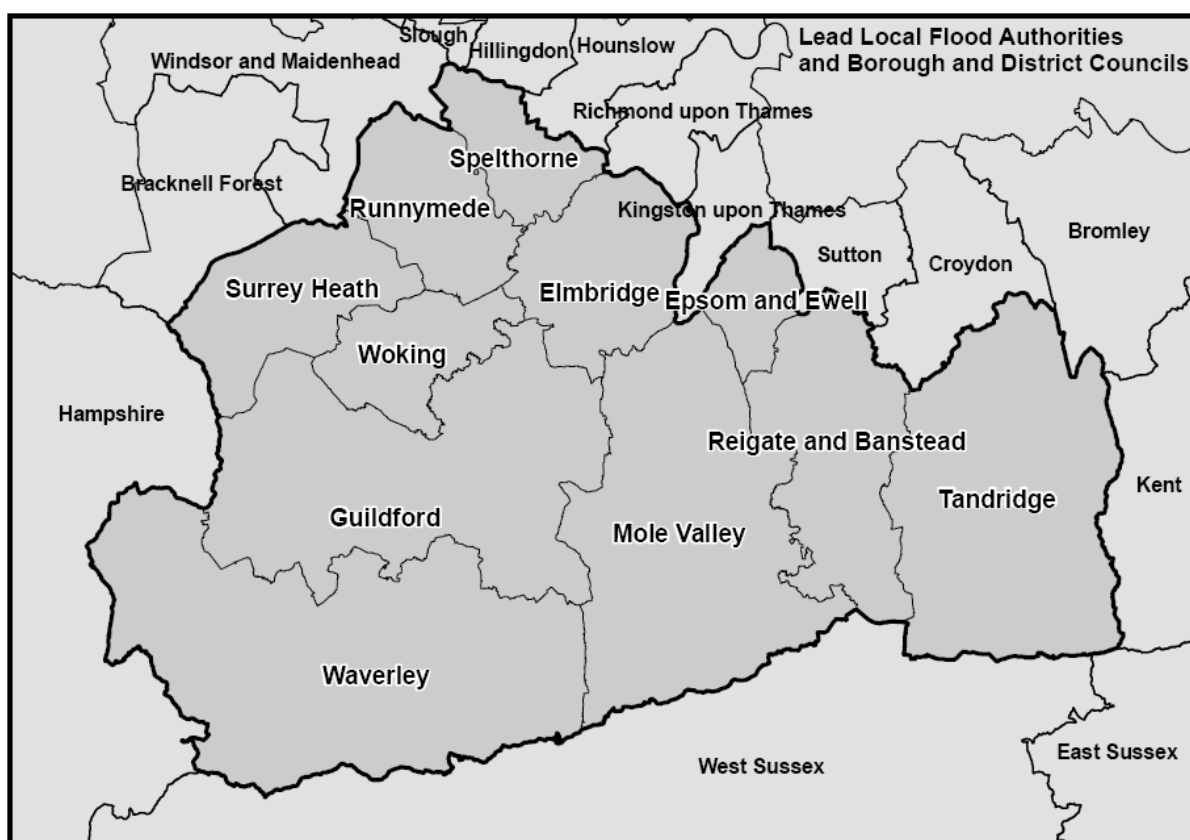 Lead Local Flood Authorities
and Borough and District Councils
Slough
Hillingdon
Hounslow
Windsor and Maidenhead
Richmond upon Thames
Spelthorne
Bracknell Forest
Runnymede
Kingston upon Thames
Bromley
Sutton
Croydon
Surrey Heath
Elmbridge
Epsom and Ewell
Woking
Hampshire
Reigate and Banstead
Kent
Tandridge
Guildford
Mole Valley
Waverley
East Sussex
West Sussex